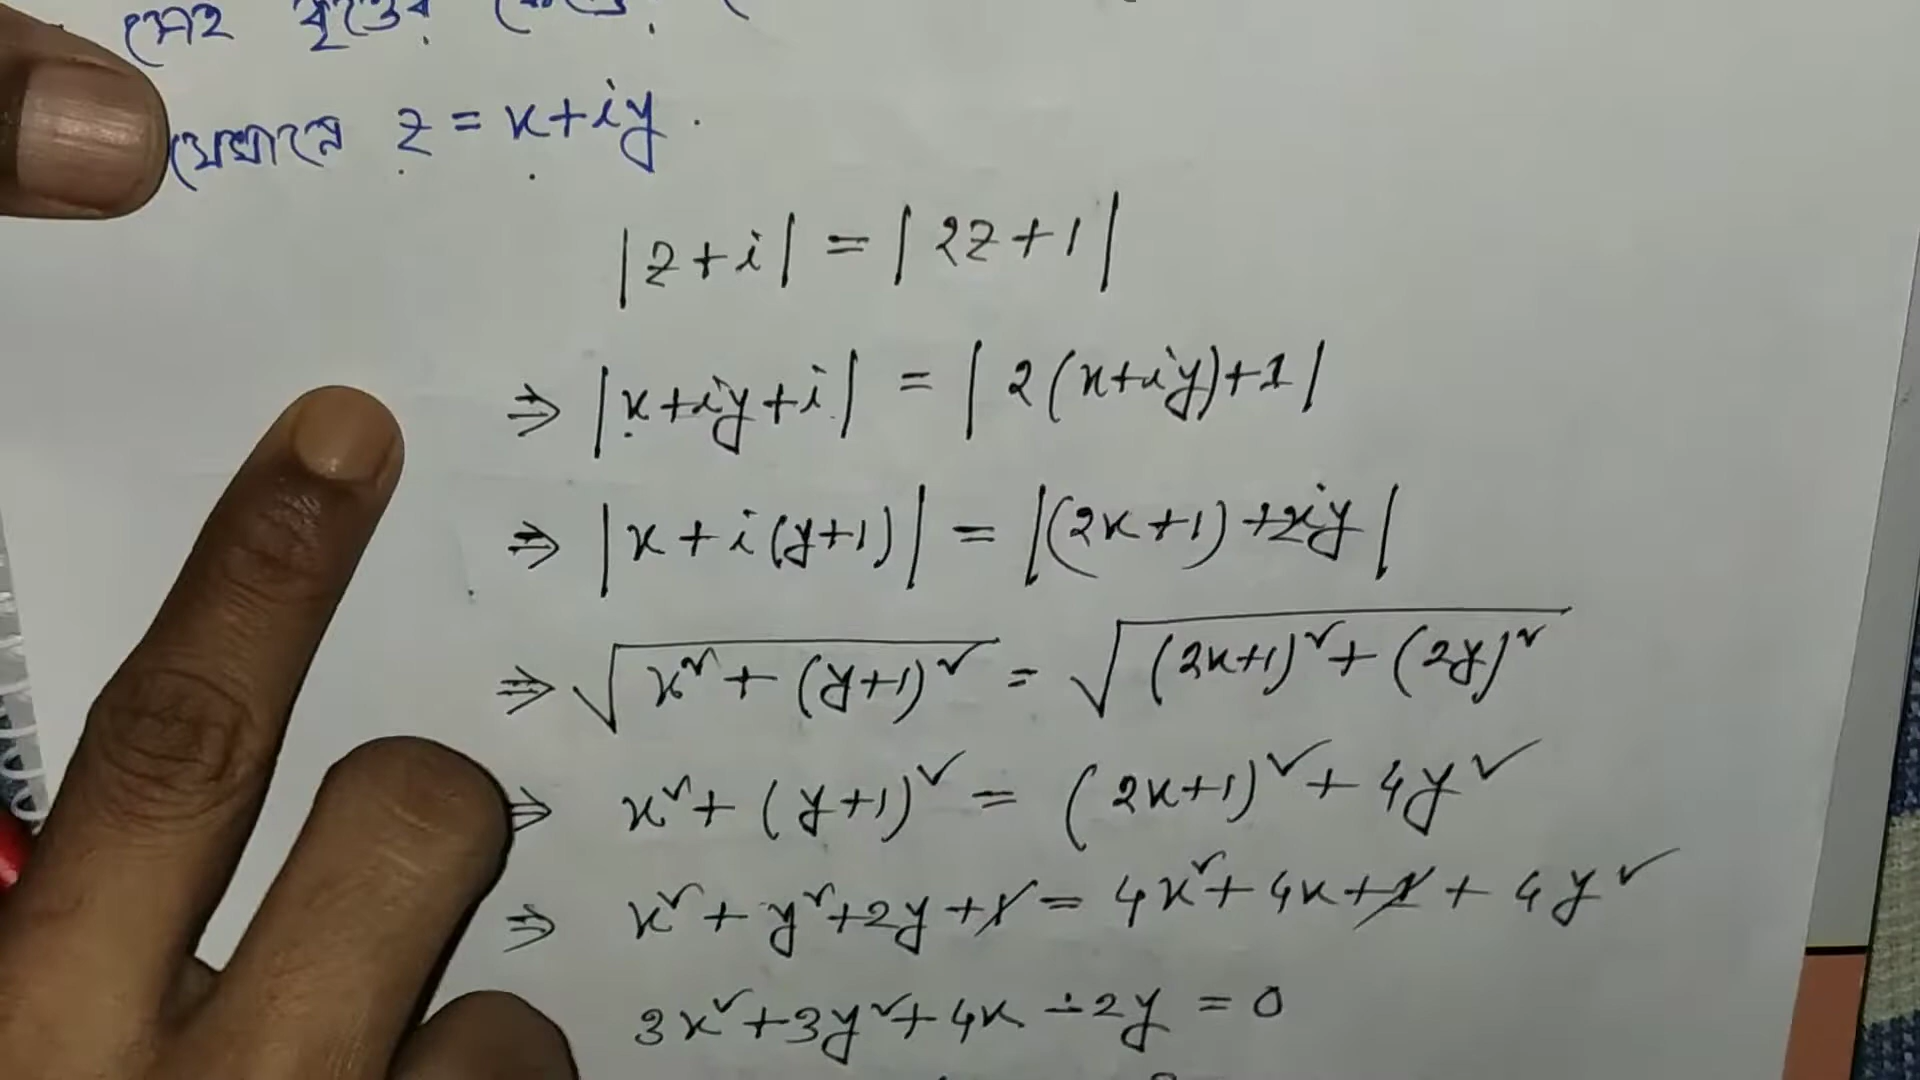 সেই বৃত্তের
যেখানে z = x+iy.
|z+i| = |2z+1|
⇒ |x+iy+i| = |2(x+iy)+1|
⇒ |x+i(y+1)| = |(2x+1)+2iy|
⇒ √(x²+(y+1)²) = √((2x+1)²+(2y)²)
⇒ x²+(y+1)² = (2x+1)²+4y²
⇒ x²+y²+2y+1 = 4x²+4x+1+4y²
3x²+3y²+4x-2y = 0